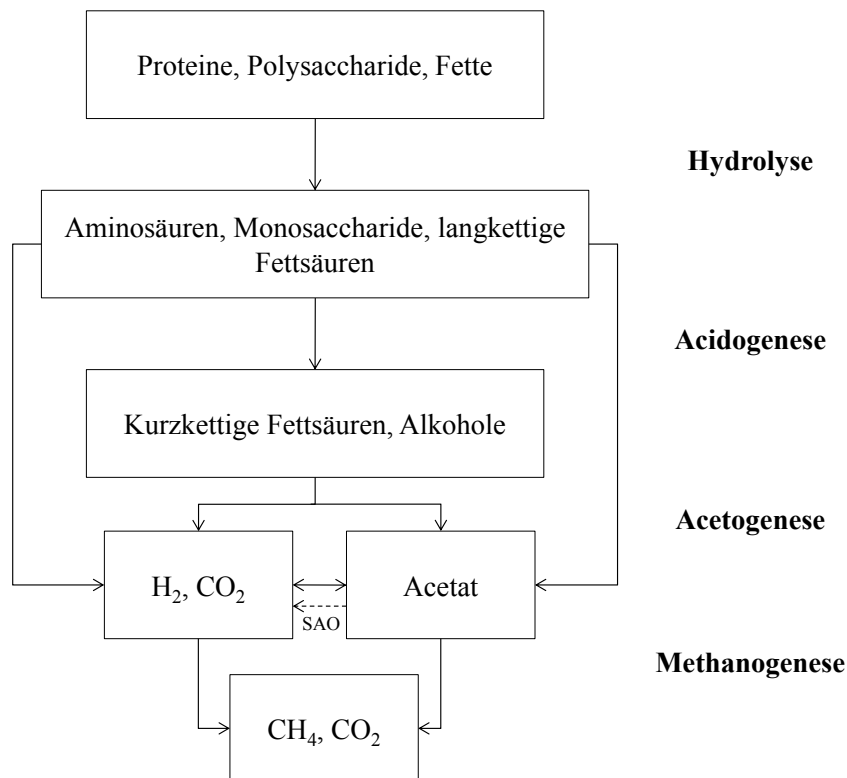 Proteine, Polysaccharide, Fette
Hydrolyse
Aminosäuren, Monosaccharide, langkettige
Fettsäuren
Acidogenese
Kurzkettige Fettsäuren, Alkohole
Acetogenese
H₂, CO₂
Acetat
SAO
Methanogenese
CH₄, CO₂